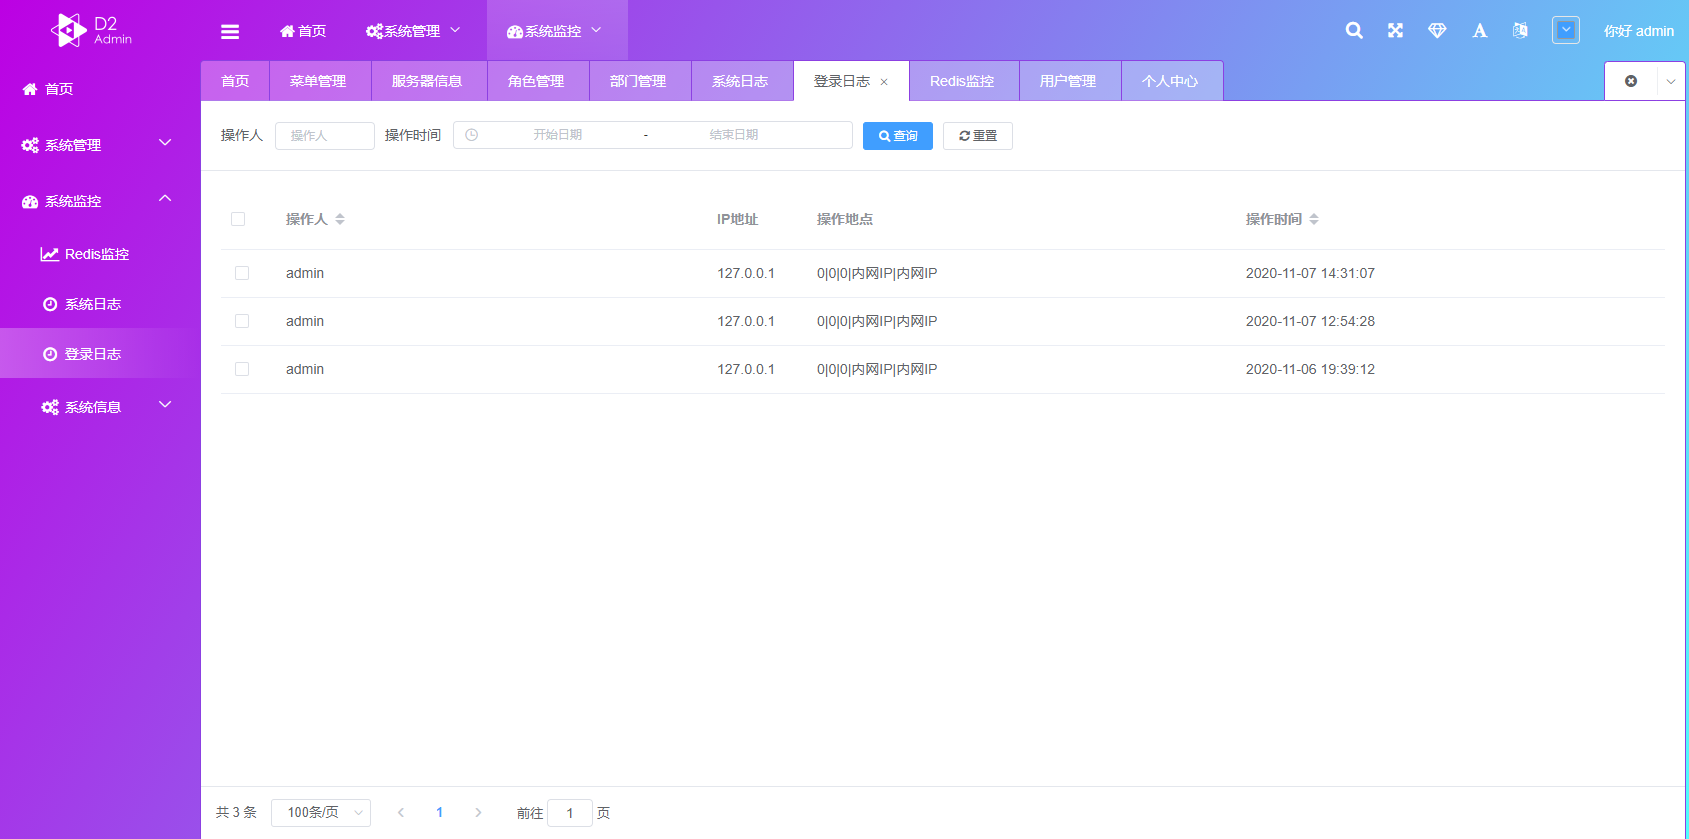 D2
Admin
首页
系统管理
系统监控
你好 admin
首页
系统管理
系统监控
Redis监控
系统日志
登录日志
系统信息
首页
菜单管理
服务器信息
角色管理
部门管理
系统日志
登录日志
Redis监控
用户管理
个人中心
操作人 操作人 操作时间 开始日期 - 结束日期 查询 重置
操作人 IP地址 操作地点 操作时间
admin 127.0.0.1 0|0|0|内网IP|内网IP 2020-11-07 14:31:07
admin 127.0.0.1 0|0|0|内网IP|内网IP 2020-11-07 12:54:28
admin 127.0.0.1 0|0|0|内网IP|内网IP 2020-11-06 19:39:12
共 3 条 100条/页 1 前往 1 页